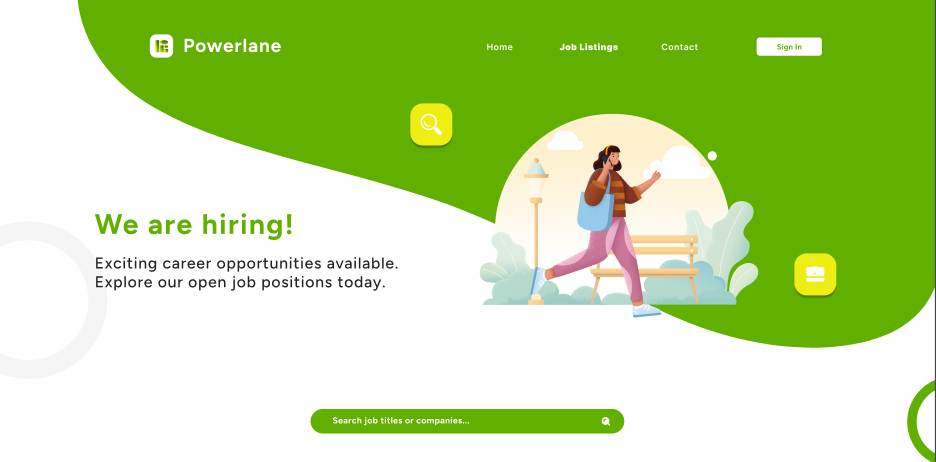 Powerlane
Home
Job Listings
Contact
Sign In
We are hiring!
Exciting career opportunities available.
Explore our open job positions today.
Search job titles or companies...